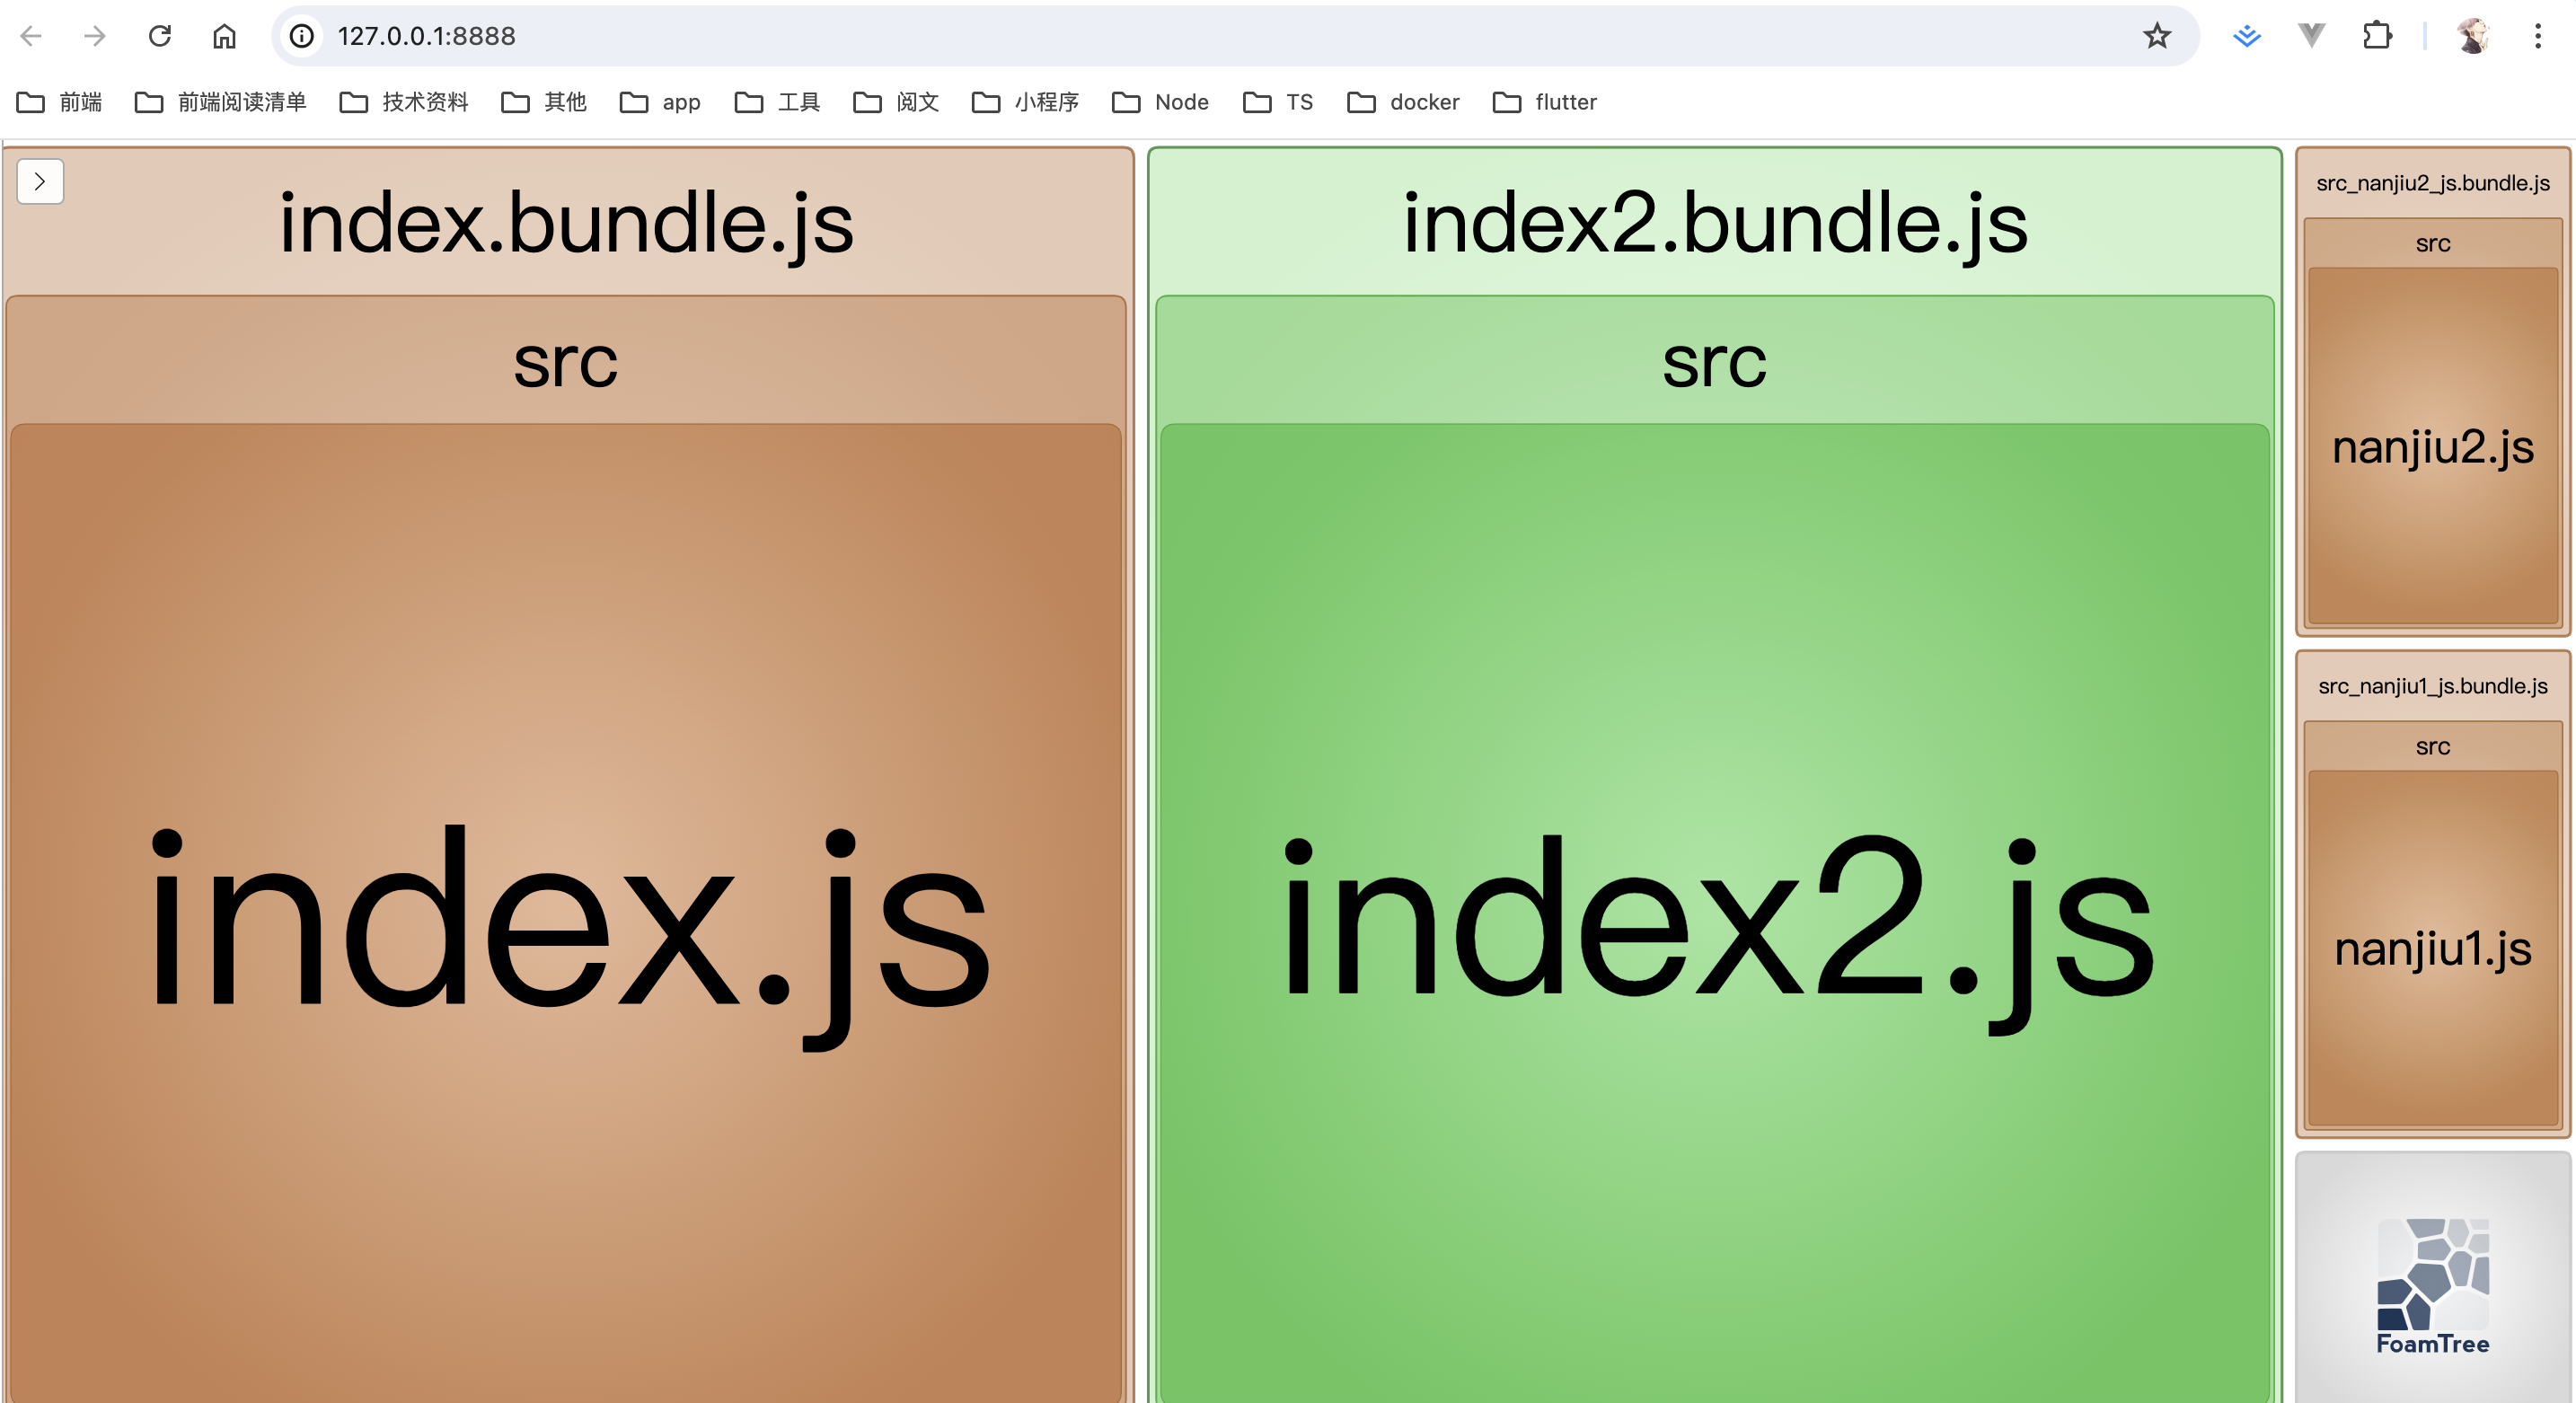 127.0.0.1:8888
前端 前端阅读清单 技术资料 其他 app 工具 阅文 小程序 Node TS docker flutter
index.bundle.js
src
index.js
index2.bundle.js
src
index2.js
src_nanjiu2_js.bundle.js
src
nanjiu2.js
src_nanjiu1_js.bundle.js
src
nanjiu1.js
FoamTree